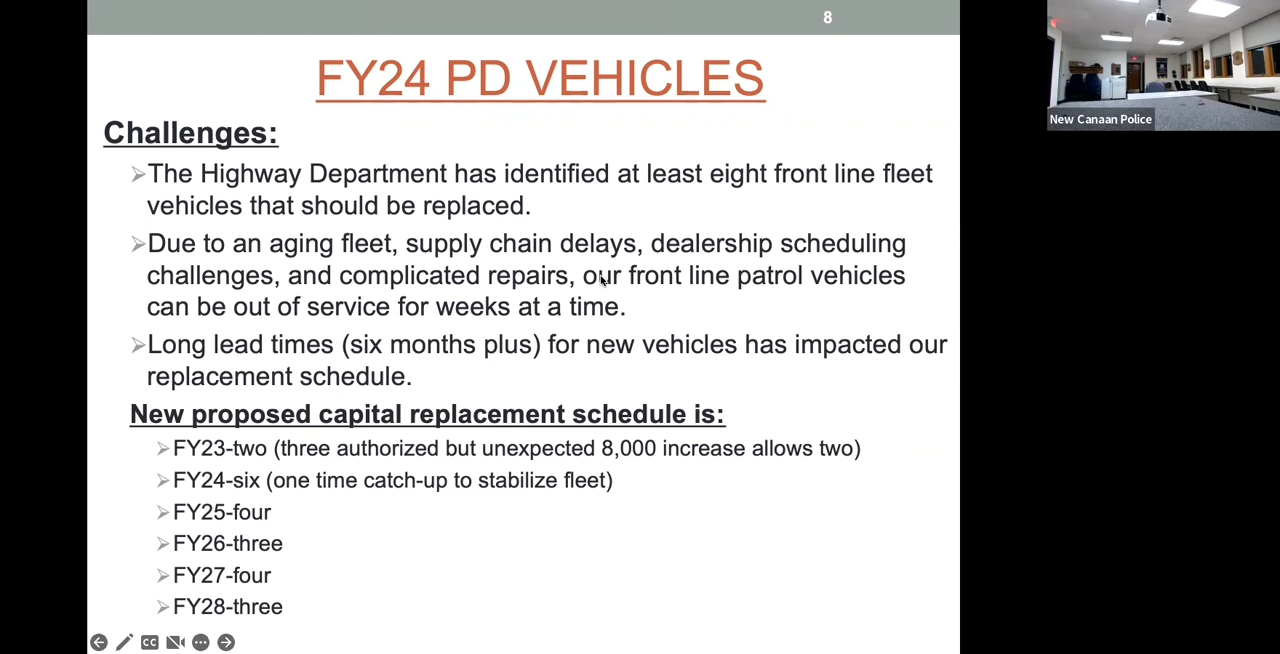 8
FY24 PD VEHICLES
Challenges:
➢The Highway Department has identified at least eight front line fleet
vehicles that should be replaced.
➢Due to an aging fleet, supply chain delays, dealership scheduling
challenges, and complicated repairs, our front line patrol vehicles
can be out of service for weeks at a time.
➢Long lead times (six months plus) for new vehicles has impacted our
replacement schedule.
New proposed capital replacement schedule is:
➢FY23-two (three authorized but unexpected 8,000 increase allows two)
➢FY24-six (one time catch-up to stabilize fleet)
➢FY25-four
➢FY26-three
➢FY27-four
➢FY28-three
CC
New Canaan Police